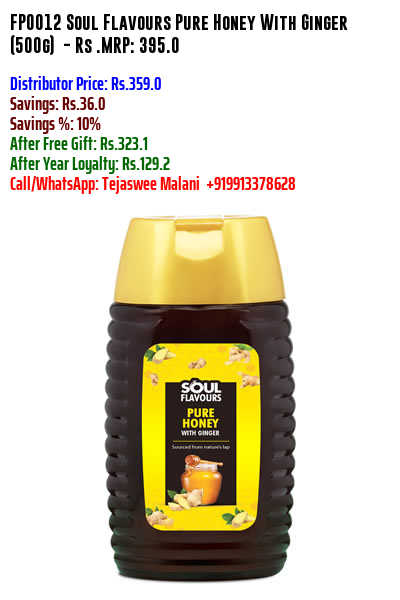 FP0012 Soul Flavours Pure Honey With Ginger
(500g) - Rs .MRP: 395.0
Distributor Price: Rs.359.0
Savings: Rs.36.0
Savings %: 10%
After Free Gift: Rs.323.1
After Year Loyalty: Rs.129.2
Call/WhatsApp: Tejaswee Malani +919913378628
SOUL
FLAVOURS
PURE
HONEY
WITH GINGER
Sourced from nature's lap